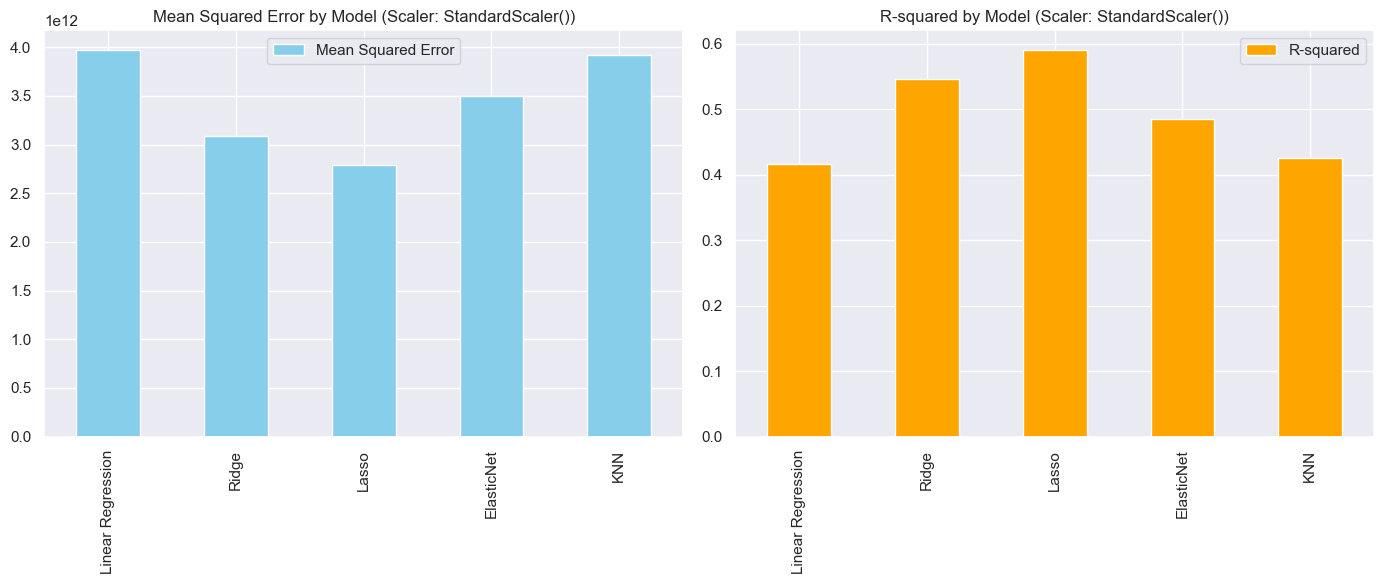 Mean Squared Error by Model (Scaler: StandardScaler())
1e12
Mean Squared Error
4.0
3.5
3.0
2.5
2.0
1.5
1.0
0.5
0.0
Linear Regression
Ridge
Lasso
ElasticNet
KNN
R-squared by Model (Scaler: StandardScaler())
R-squared
0.6
0.5
0.4
0.3
0.2
0.1
0.0
Linear Regression
Ridge
Lasso
ElasticNet
KNN